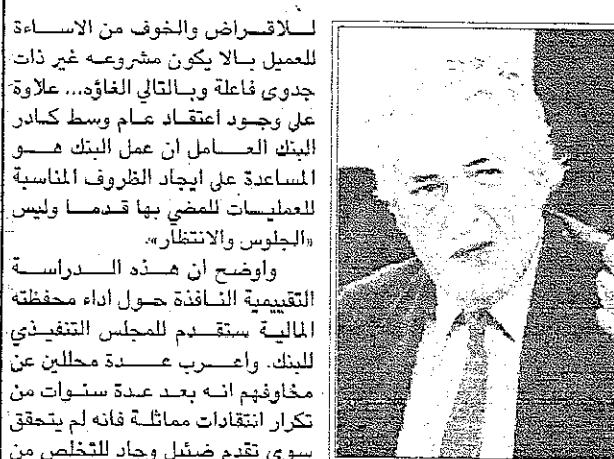 للاقراض والخوف من الاساءة
للعميل بالا يكون مشروعه غير ذات
جدوى فاعلة وبالتالي الغاؤه... علاوة
على وجود اعتقاد عام وسط كادر
البنك العامل ان عمل البنك هو
المساعدة على ايجاد الظروف المناسبة
للعمليات للمضي بها قدما وليس
«الجلوس والانتظار».
واوضح ان هذه الدراسة
التقييمية النافذة حول اداء محفظته
المالية ستقدم للمجلس التنفيذي
للبنك. واعرب عدة محللين عن
مخاوفهم انه بعد عدة سنوات من
تكرار انتقادات مماثلة فانه لم يتحقق
سوى تقدم ضئيل وجاد للتخلص من